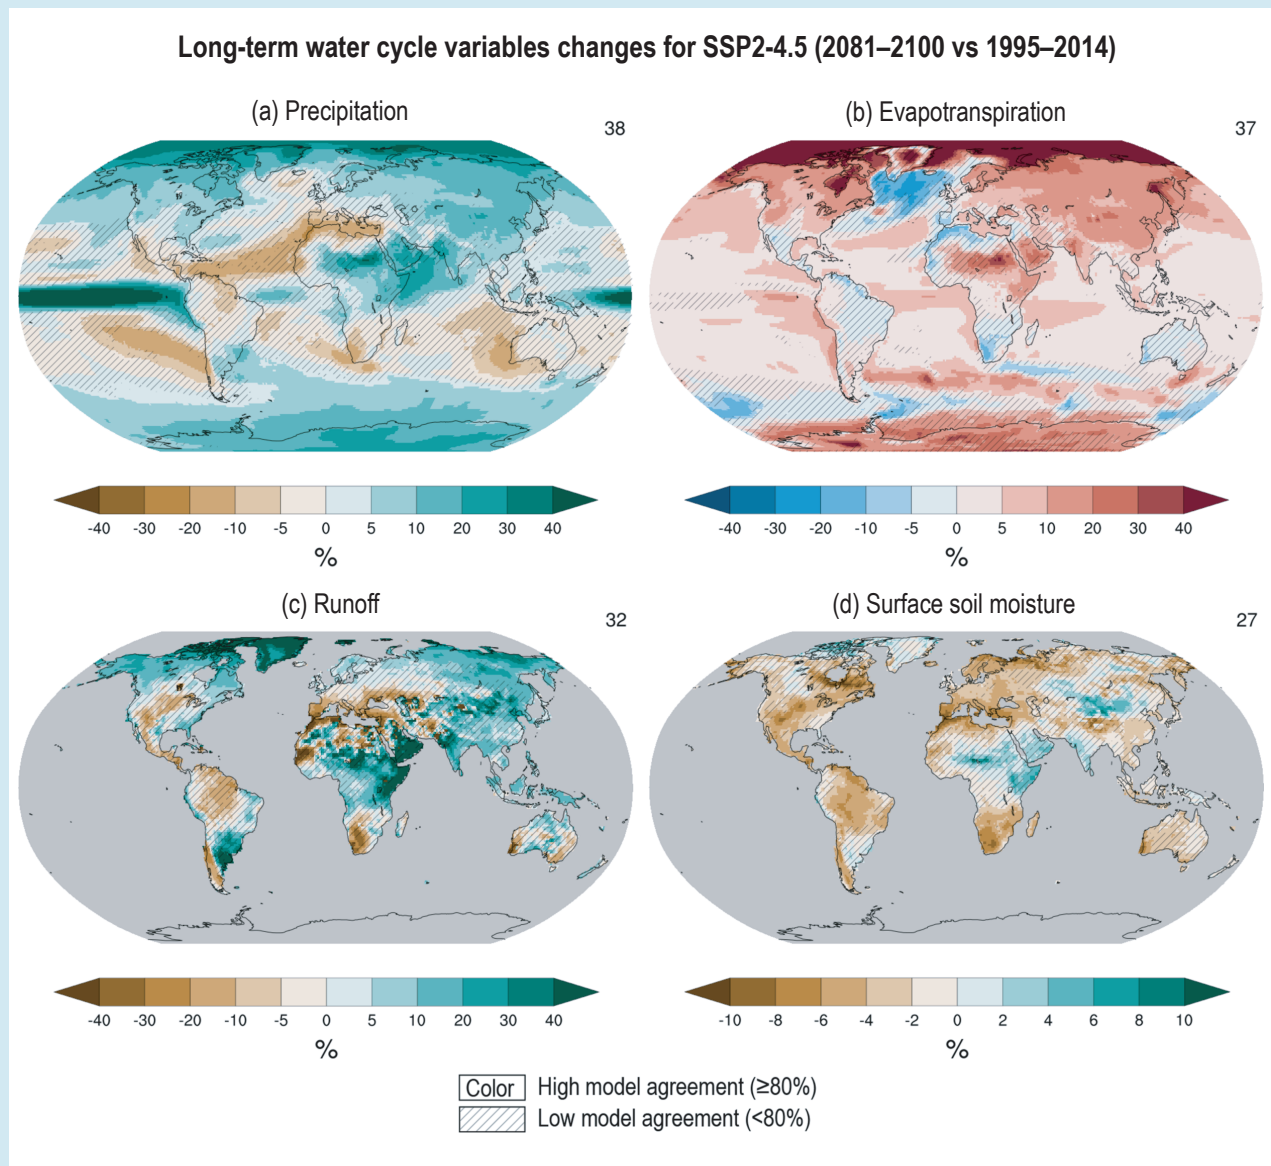 Long-term water cycle variables changes for SSP2-4.5 (2081–2100 vs 1995–2014)
(a) Precipitation
38
(b) Evapotranspiration
37
-40 -30 -20 -10 -5 0 5 10 20 30 40
%
-40 -30 -20 -10 -5 0 5 10 20 30 40
%
(c) Runoff
32
(d) Surface soil moisture
27
-40 -30 -20 -10 -5 0 5 10 20 30 40
%
-10 -8 -6 -4 -2 0 2 4 6 8 10
%
Color High model agreement (≥80%)
Low model agreement (<80%)